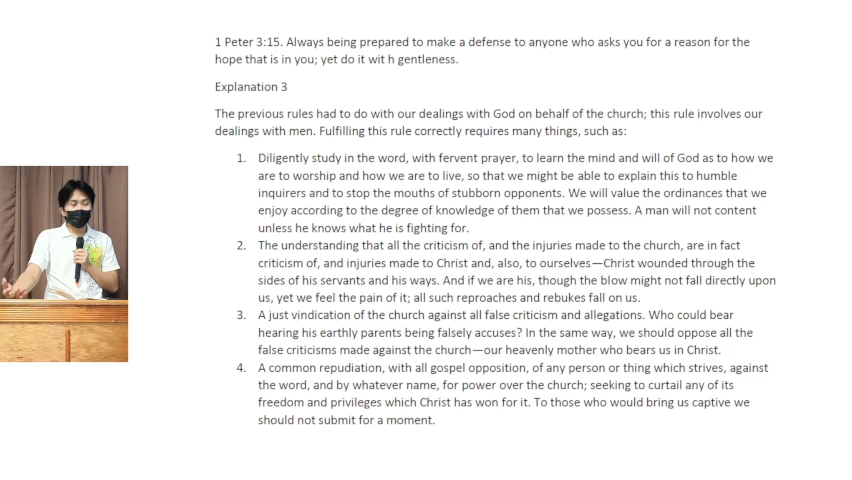 1 Peter 3:15. Always being prepared to make a defense to anyone who asks you for a reason for the
hope that is in you; yet do it wit h gentleness.
Explanation 3
The previous rules had to do with our dealings with God on behalf of the church; this rule involves our
dealings with men. Fulfilling this rule correctly requires many things, such as:
1. Diligently study in the word, with fervent prayer, to learn the mind and will of God as to how we
are to worship and how we are to live, so that we might be able to explain this to humble
inquirers and to stop the mouths of stubborn opponents. We will value the ordinances that we
enjoy according to the degree of knowledge of them that we possess. A man will not content
unless he knows what he is fighting for.
2. The understanding that all the criticism of, and the injuries made to the church, are in fact
criticism of, and injuries made to Christ and, also, to ourselves—Christ wounded through the
sides of his servants and his ways. And if we are his, though the blow might not fall directly upon
us, yet we feel the pain of it; all such reproaches and rebukes fall on us.
3. A just vindication of the church against all false criticism and allegations. Who could bear
hearing his earthly parents being falsely accuses? In the same way, we should oppose all the
false criticisms made against the church—our heavenly mother who bears us in Christ.
4. A common repudiation, with all gospel opposition, of any person or thing which strives, against
the word, and by whatever name, for power over the church; seeking to curtail any of its
freedom and privileges which Christ has won for it. To those who would bring us captive we
should not submit for a moment.